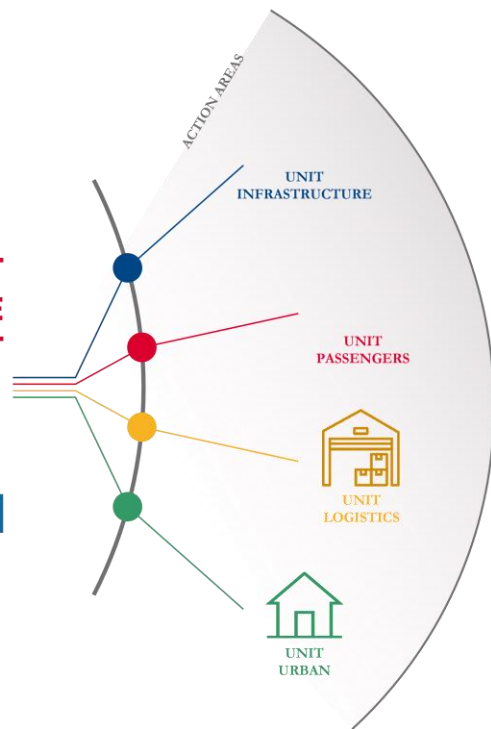 ACTION AREAS
UNIT
INFRASTRUCTURE
UNIT
PASSENGERS
UNIT
LOGISTICS
UNIT
URBAN